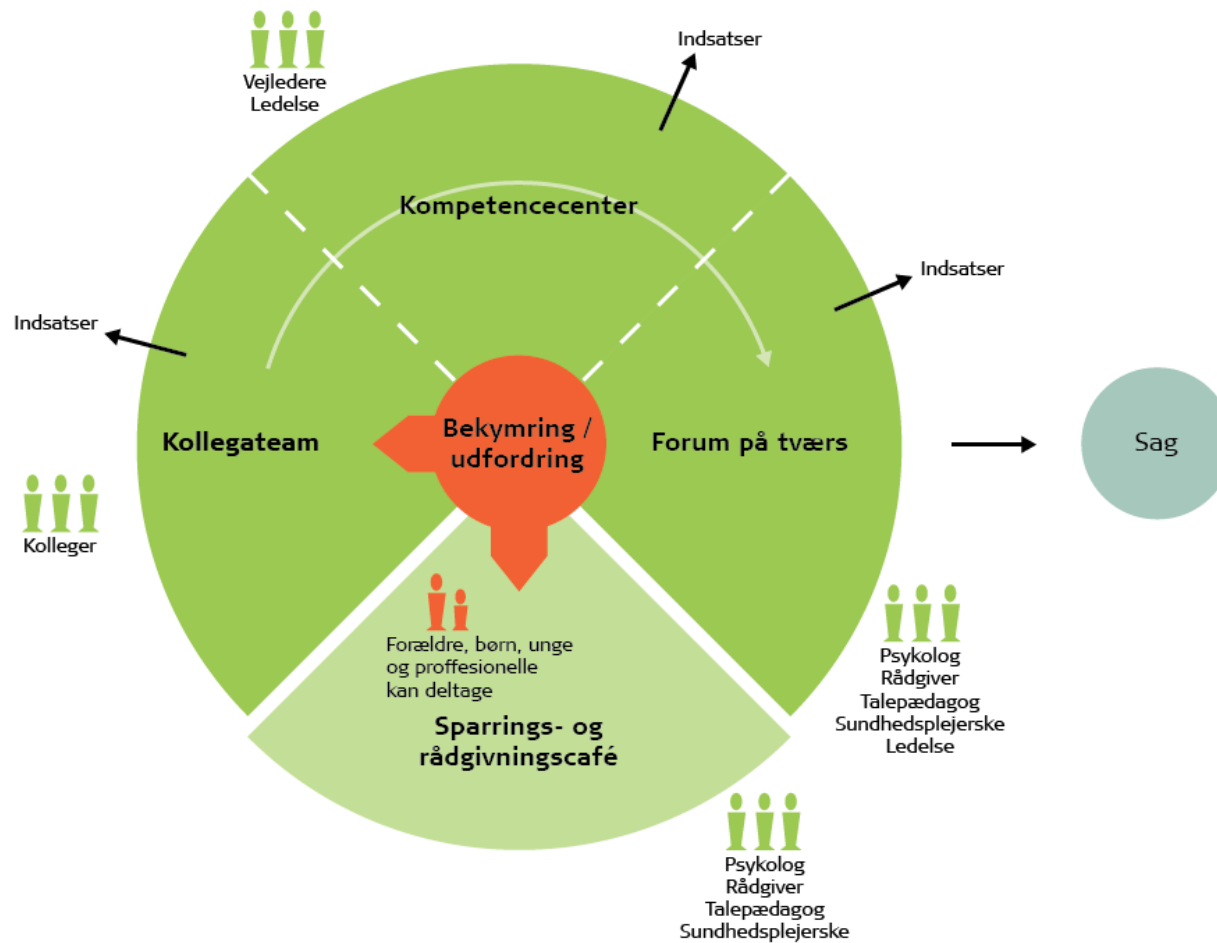 Indsatser
Vejledere
Ledelse
Kompetencecenter
Indsatser
Indsatser
Bekymring /
udfordring
Kollegateam
Forum på tværs
Sag
Kolleger
Forældre, børn, unge
og proffesionelle
kan deltage
Sparrings- og
rådgivningscafé
Psykolog
Rådgiver
Talepædagog
Sundhedsplejerske
Ledelse
Psykolog
Rådgiver
Talepædagog
Sundhedsplejerske